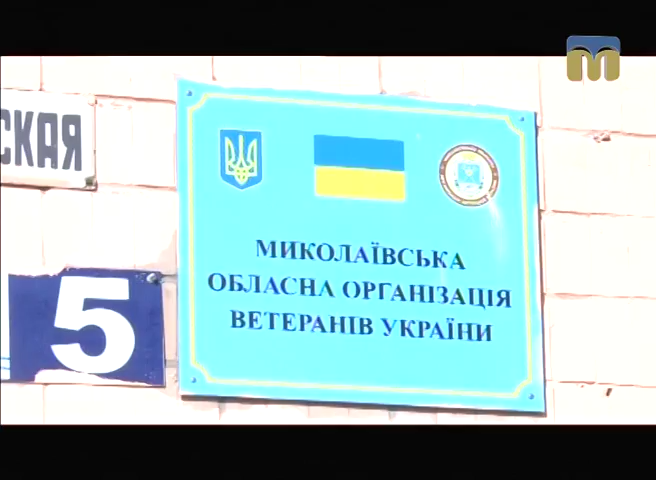 СКАЯ
5
МИКОЛАЇВСЬКА
ОБЛАСНА ОРГАНІЗАЦІЯ
ВЕТЕРАНІВ УКРАЇНИ